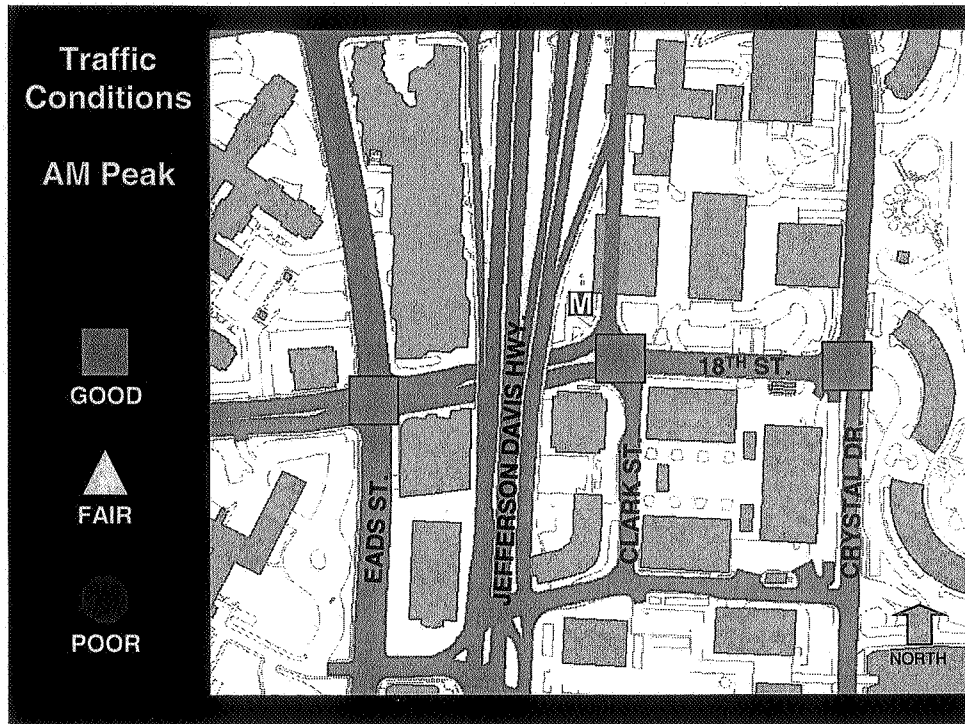 Traffic
Conditions
AM Peak
GOOD
FAIR
POOR
M
18TH ST.
JEFFERSON DAVIS HWY
EADS ST.
CLARK ST.
CRYSTAL DR.
NORTH